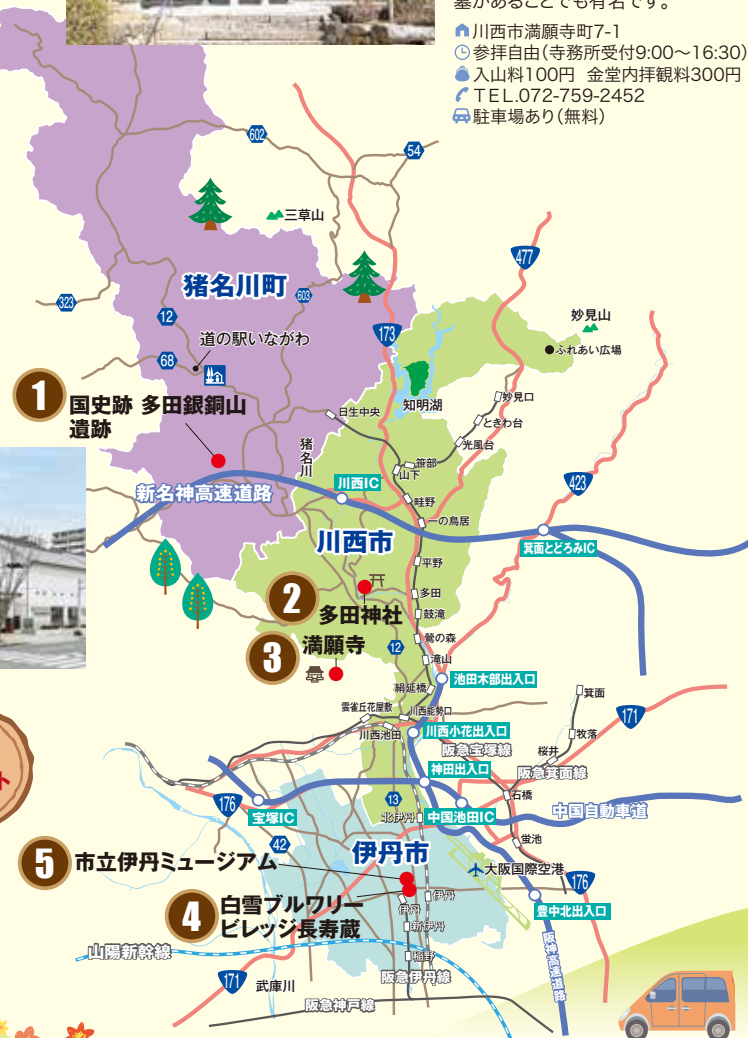 墓があることでも有名です。
川西市満願寺町7-1
参拝自由(寺務所受付9:00〜16:30)
入山料100円 金堂内拝観料300円
TEL.072-759-2452
駐車場あり(無料)
602
54
三草山
477
猪名川町
323
603
12
妙見山
道の駅いながわ
173
ふれあい広場
68
1
国史跡 多田銀銅山
遺跡
知明湖
妙見口
日生中央
ときわ台
猪名川
光風台
笹部
山下
川西IC
423
新名神高速道路
畦野
一の鳥居
川西市
箕面とどろみIC
平野
2
多田神社
多田
鼓滝
3
満願寺
12
鶯の森
滝山
池田木部出入口
絹延橋
箕面
雲雀丘花屋敷
川西能勢口
171
川西池田
川西小花出入口
牧落
阪急宝塚線
桜井
神田出入口
阪急箕面線
石橋
176
13
宝塚IC
北伊丹
中国池田IC
中国自動車道
42
伊丹市
蛍池
5
市立伊丹ミュージアム
大阪国際空港
176
4
白雪ブルワリー
ビレッジ長寿蔵
伊丹
伊丹
豊中北出入口
新伊丹
山陽新幹線
稲野
阪神高速道路
171
武庫川
阪急伊丹線
阪急神戸線